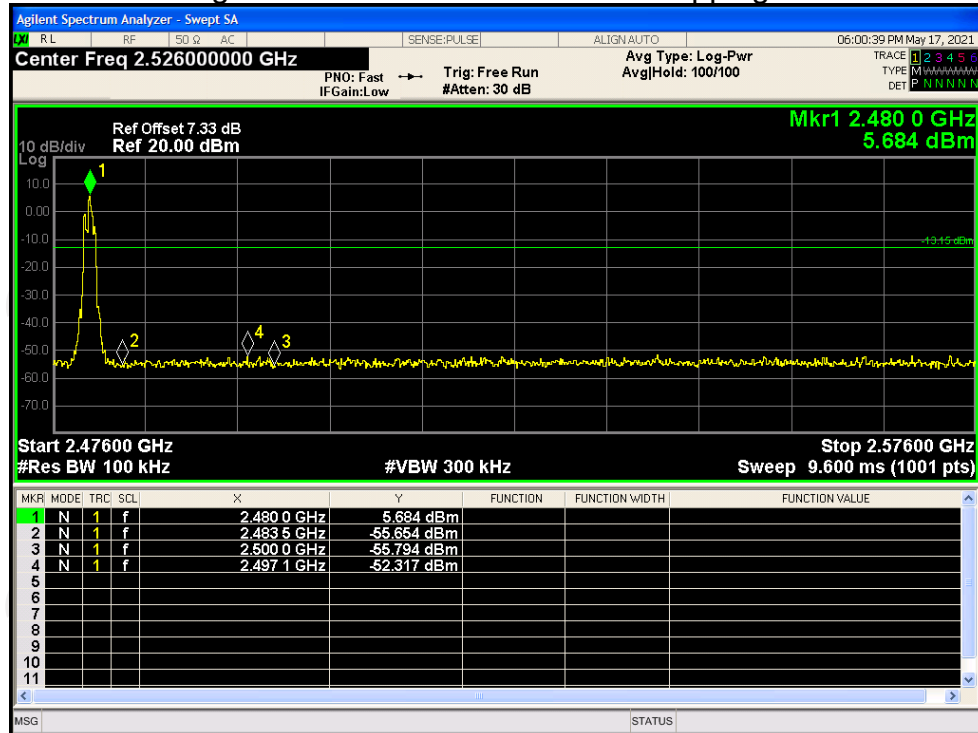 Agilent Spectrum Analyzer - Swept SA
LXI RL RF 50 Ω AC SENSE:PULSE ALIGN AUTO 06:00:39 PM May 17, 2021
Center Freq 2.526000000 GHz
PNO: Fast
IFGain:Low
Trig: Free Run
#Atten: 30 dB
Avg Type: Log-Pwr
Avg|Hold: 100/100
TRACE 1 2 3 4 5 6
TYPE M WWWWW
DET P N N N N N
Mkr1 2.480 0 GHz
5.684 dBm
Ref Offset 7.33 dB
10 dB/div Ref 20.00 dBm
Log
1
10.0
0.00
-10.0
-13.15 dBm
-20.0
-30.0
-40.0
2 4 3
-50.0
-60.0
-70.0
Start 2.47600 GHz Stop 2.57600 GHz
#Res BW 100 kHz #VBW 300 kHz Sweep 9.600 ms (1001 pts)
MKR MODE TRC SCL X Y FUNCTION FUNCTION WIDTH FUNCTION VALUE
1 N 1 f 2.480 0 GHz 5.684 dBm
2 N 1 f 2.483 5 GHz -55.654 dBm
3 N 1 f 2.500 0 GHz -55.794 dBm
4 N 1 f 2.497 1 GHz -52.317 dBm
5
6
7
8
9
10
11
MSG STATUS